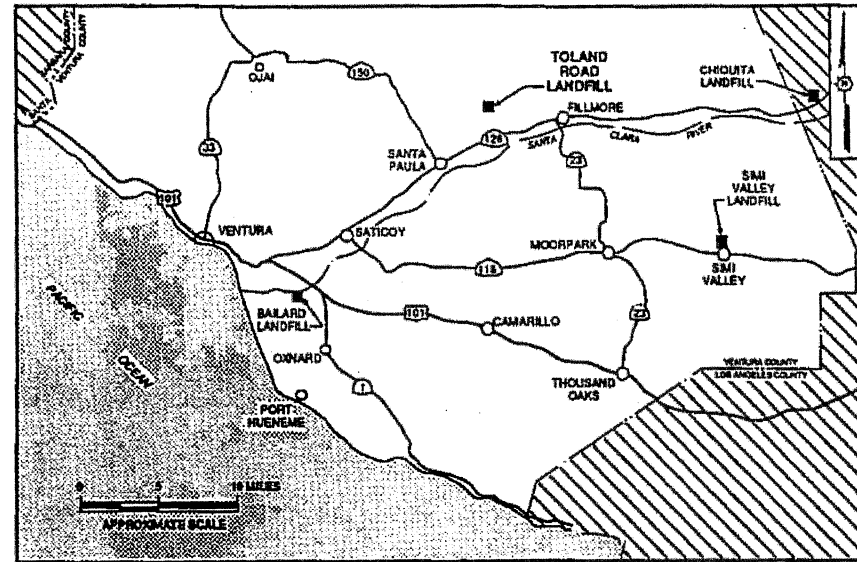 SANTA BARBARA COUNTY
VENTURA COUNTY
OJAI
150
TOLAND
ROAD
LANDFILL
CHIQUITA
LANDFILL
N
FILLMORE
126
SANTA CLARA RIVER
33
SANTA
PAULA
23
SIMI
VALLEY
LANDFILL
101
VENTURA
SATICOY
MOORPARK
118
SIMI
VALLEY
PACIFIC
OCEAN
BAILARD
LANDFILL
101
CAMARILLO
23
OXNARD
VENTURA COUNTY
LOS ANGELES COUNTY
1
THOUSAND
OAKS
PORT
HUENEME
0 5 10 MILES
APPROXIMATE SCALE